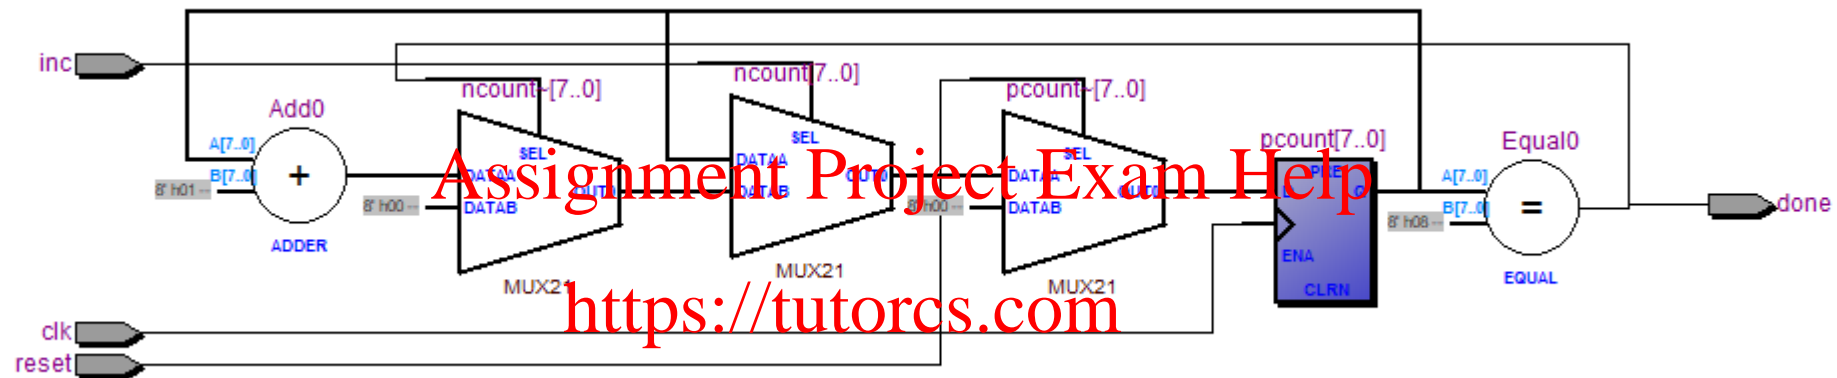 inc
ncount~[7..0]
ncount[7..0]
pcount~[7..0]
Add0
pcount[7..0]
Equal0
A[7..0]
B[7..0]
8' h01 --
+
ADDER
SEL
DATAA
DATAB
OUT0
8' h00 --
MUX21
SEL
DATAA
DATAB
OUT0
MUX21
SEL
DATAA
DATAB
OUT0
8' h00 --
MUX21
PRE
D
Q
ENA
CLRN
A[7..0]
B[7..0]
8' h08 --
=
EQUAL
done
Assignment Project Exam Help
https://tutorcs.com
clk
reset